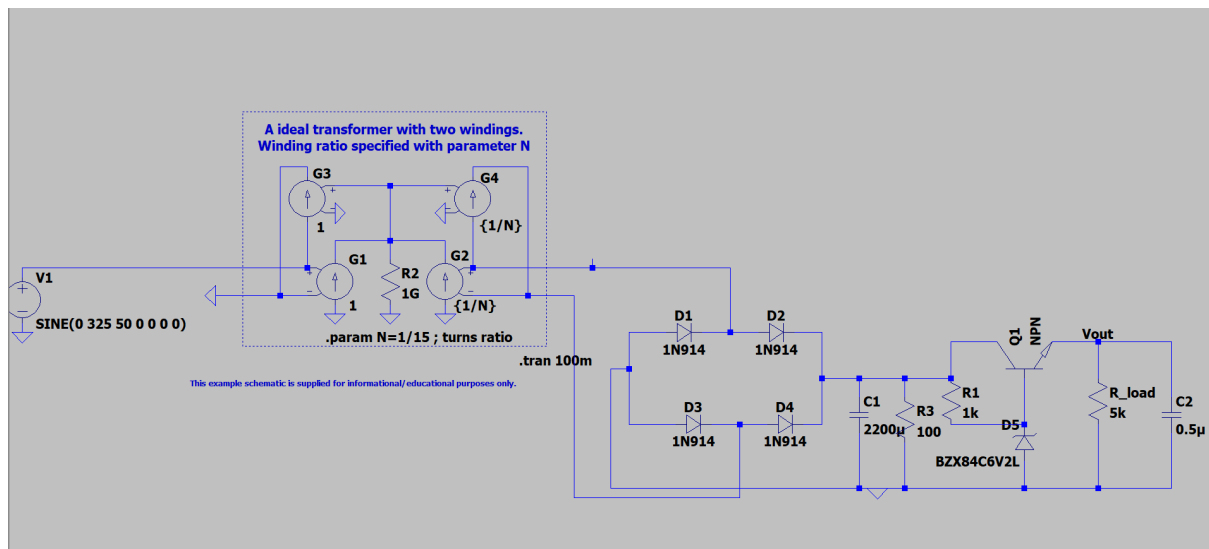 A ideal transformer with two windings.
Winding ratio specified with parameter N
G3
G4
+
-
+
-
1
{1/N}
V1
G1
G2
R2
1G
+
-
+
-
+
-
1
{1/N}
SINE(0 325 50 0 0 0 0)
.param N=1/15 ; turns ratio
.tran 100m
This example schematic is supplied for informational/educational purposes only.
D1
1N914
D2
1N914
D3
1N914
D4
1N914
C1
2200µ
R3
100
R1
1k
Q1
NPN
D5
BZX84C6V2L
Vout
R_load
5k
C2
0.5µ